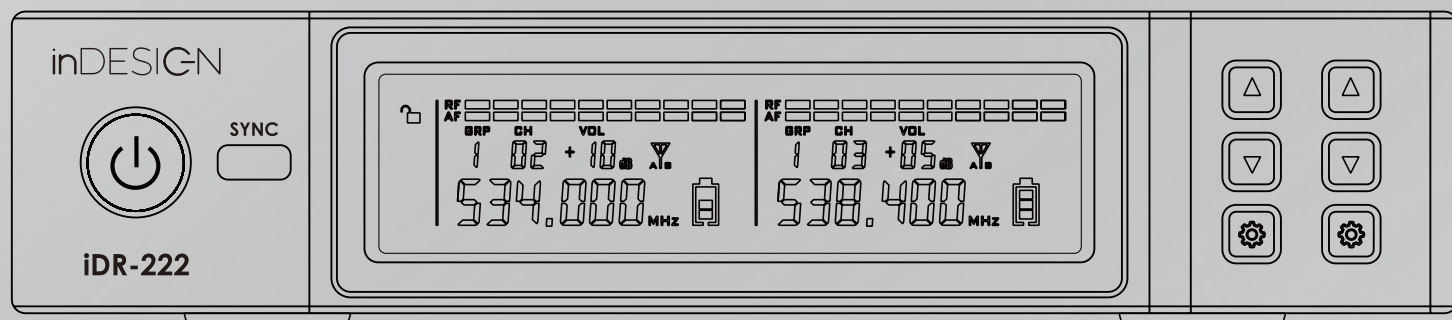 inDESIGN
SYNC
iDR-222
RF
AF
GRP CH VOL
1 02 +10 dB A B
534.000 MHz
RF
AF
GRP CH VOL
1 03 +05 dB A B
538.400 MHz